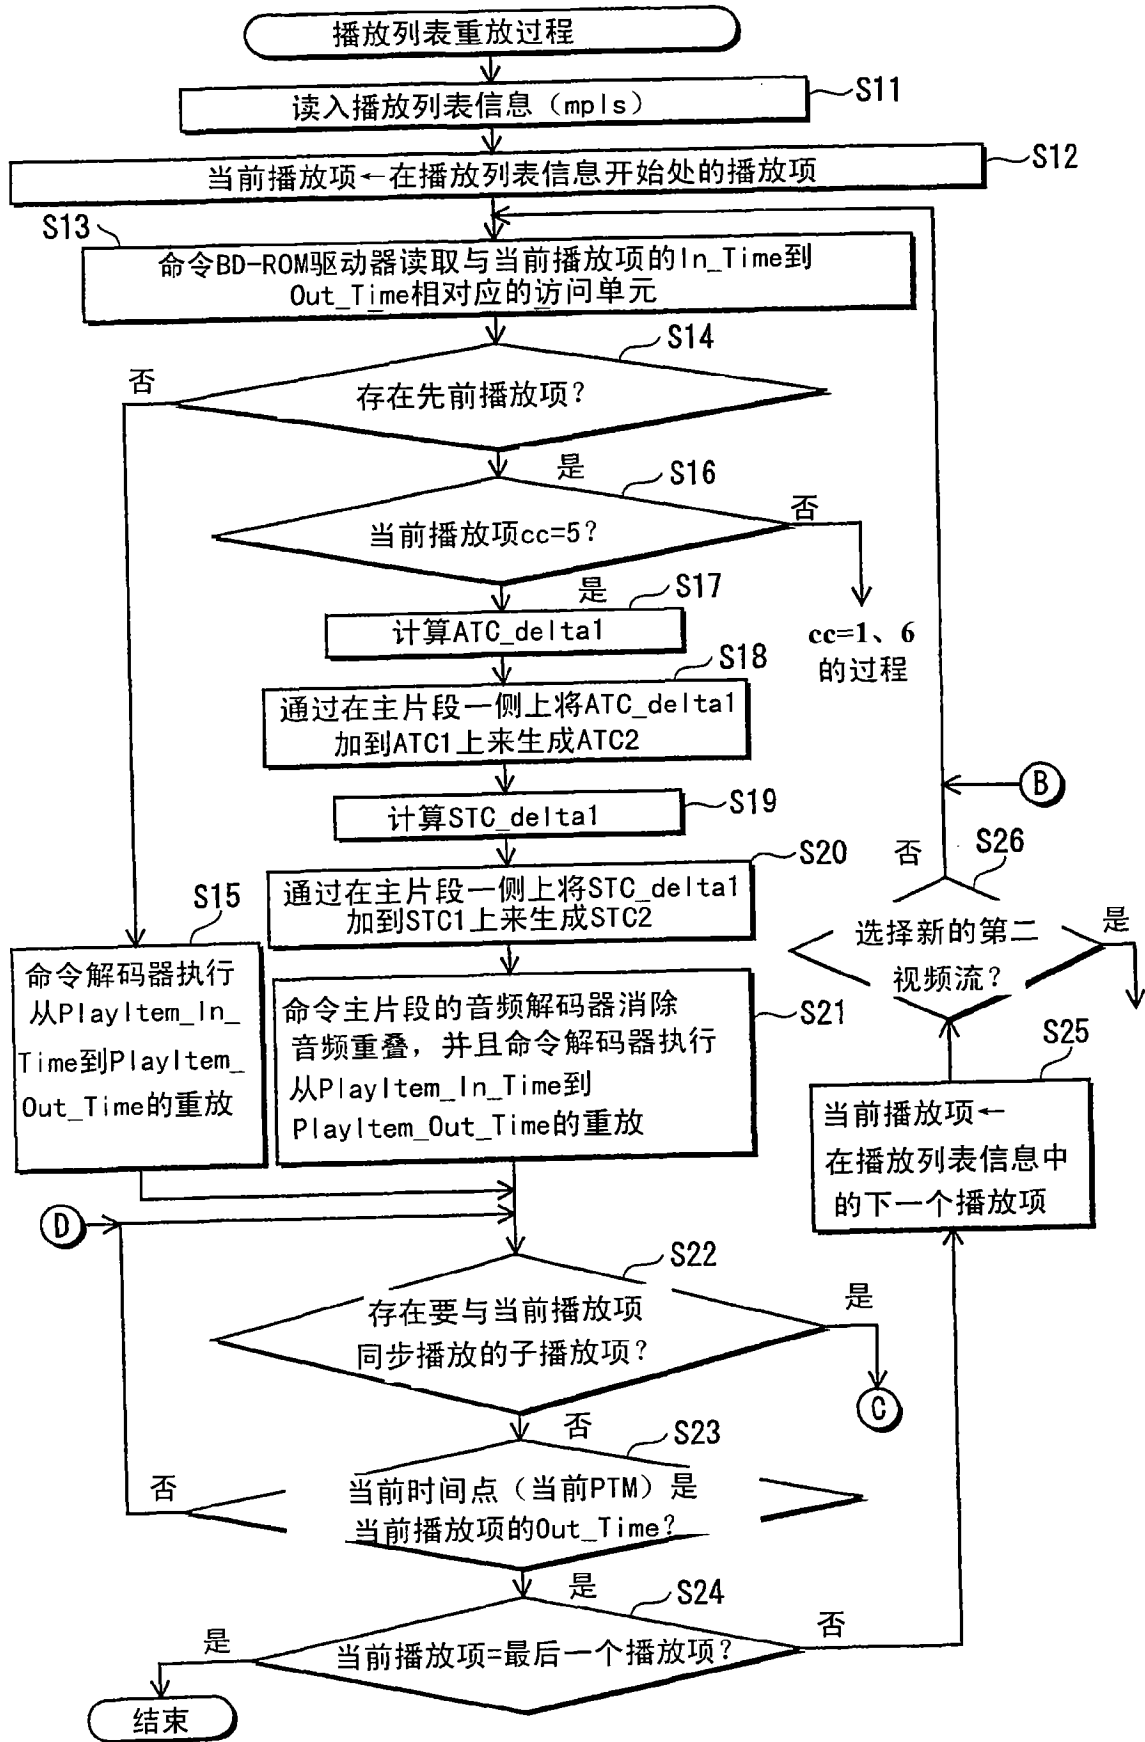 播放列表重放过程
S11
读入播放列表信息（mpls）
S12
当前播放项←在播放列表信息开始处的播放项
S13
命令BD-ROM驱动器读取与当前播放项的In_Time到
Out_Time相对应的访问单元
S14
否
存在先前播放项？
是
S16
否
当前播放项cc=5？
是
S17
计算ATC_delta1
cc=1、6
的过程
S18
通过在主片段一侧上将ATC_delta1
加到ATC1上来生成ATC2
B
S19
计算STC_delta1
S20
否
S26
通过在主片段一侧上将STC_delta1
加到STC1上来生成STC2
S15
是
选择新的第二
视频流？
命令解码器执行
从PlayItem_In_
Time到PlayItem_
Out_Time的重放
S21
命令主片段的音频解码器消除
音频重叠，并且命令解码器执行
从PlayItem_In_Time到
PlayItem_Out_Time的重放
S25
当前播放项←
在播放列表信息中
的下一个播放项
D
S22
存在要与当前播放项
同步播放的子播放项？
是
C
否
S23
否
当前时间点（当前PTM）是
当前播放项的Out_Time？
是
S24
是
当前播放项=最后一个播放项？
否
结束